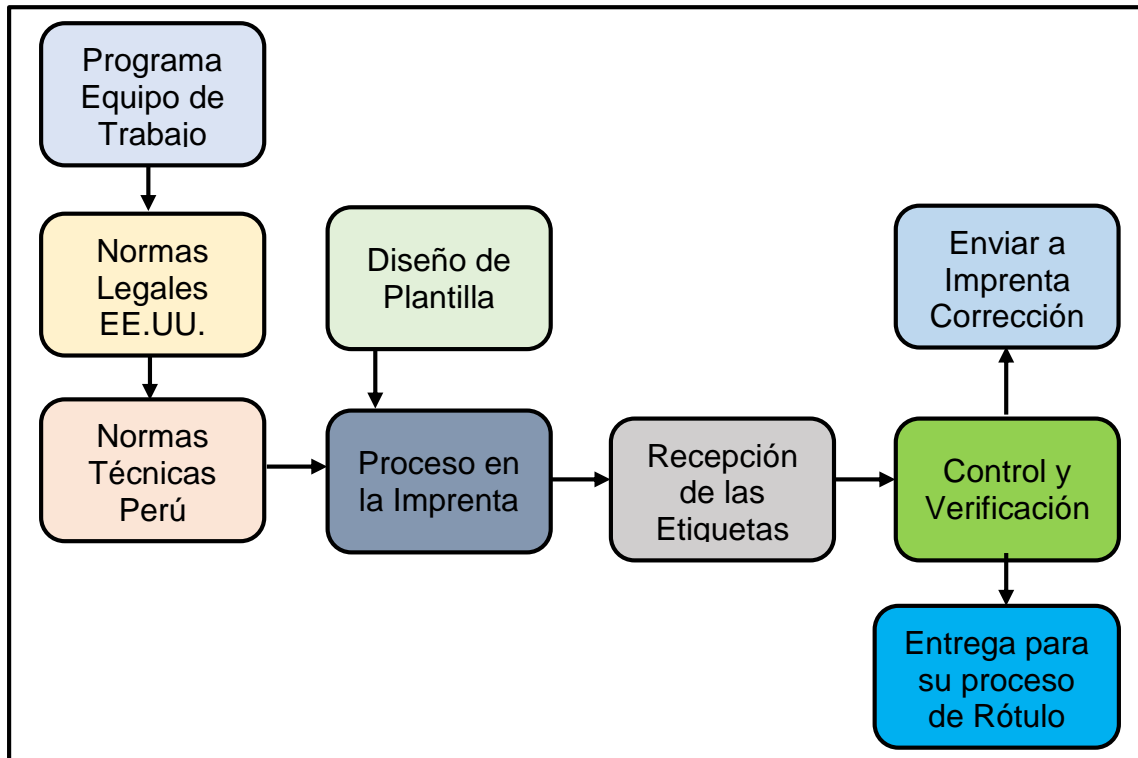 Programa
Equipo de
Trabajo
Normas
Legales
EE.UU.
Normas
Técnicas
Perú
Diseño de
Plantilla
Proceso en
la Imprenta
Recepción
de las
Etiquetas
Enviar a
Imprenta
Corrección
Control y
Verificación
Entrega para
su proceso
de Rótulo